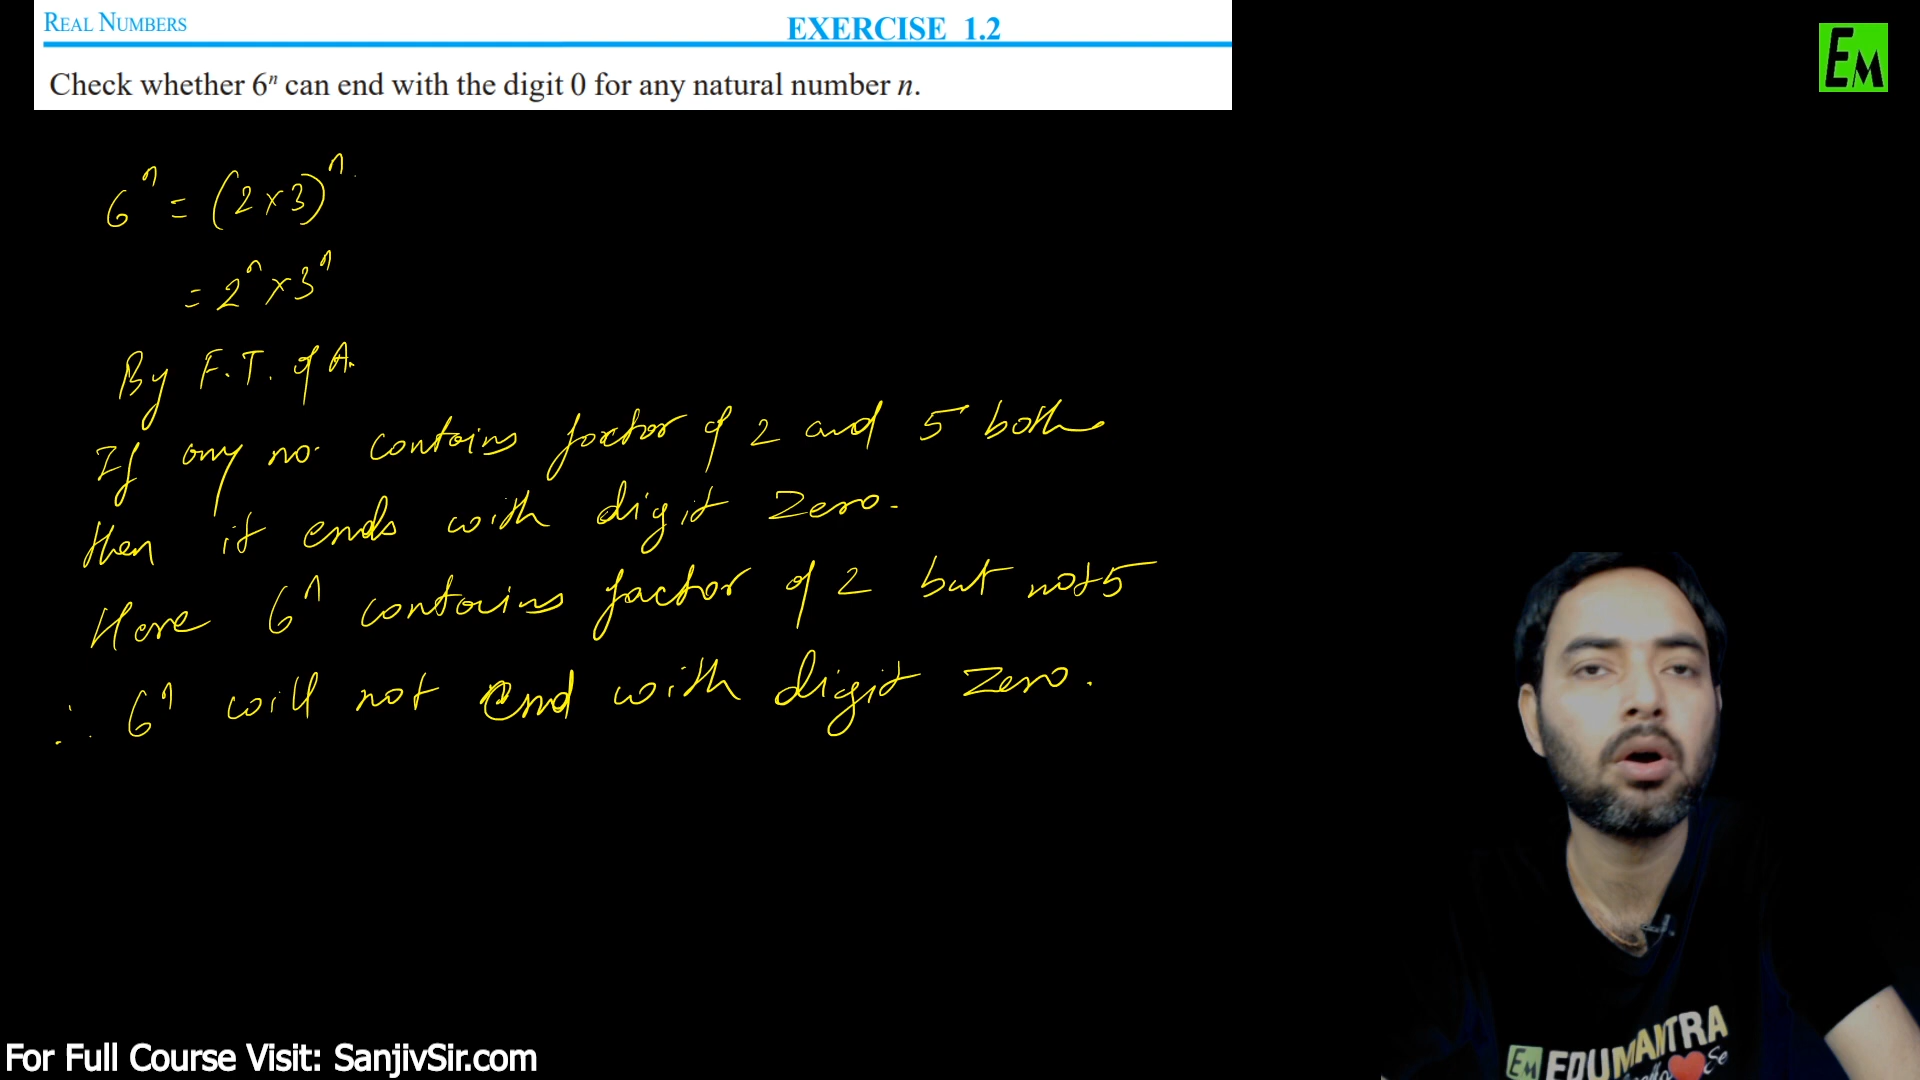 REAL NUMBERS
EXERCISE 1.2
EM
Check whether 6ⁿ can end with the digit 0 for any natural number n.
6ⁿ = (2×3)ⁿ
= 2ⁿ×3ⁿ
By F.T. of A.
If any no. contains factor of 2 and 5 both
then it ends with digit zero.
Here 6ⁿ contains factor of 2 but not 5
∴ 6ⁿ will not end with digit zero.
EM EDUMANTRA
For Full Course Visit: SanjivSir.com